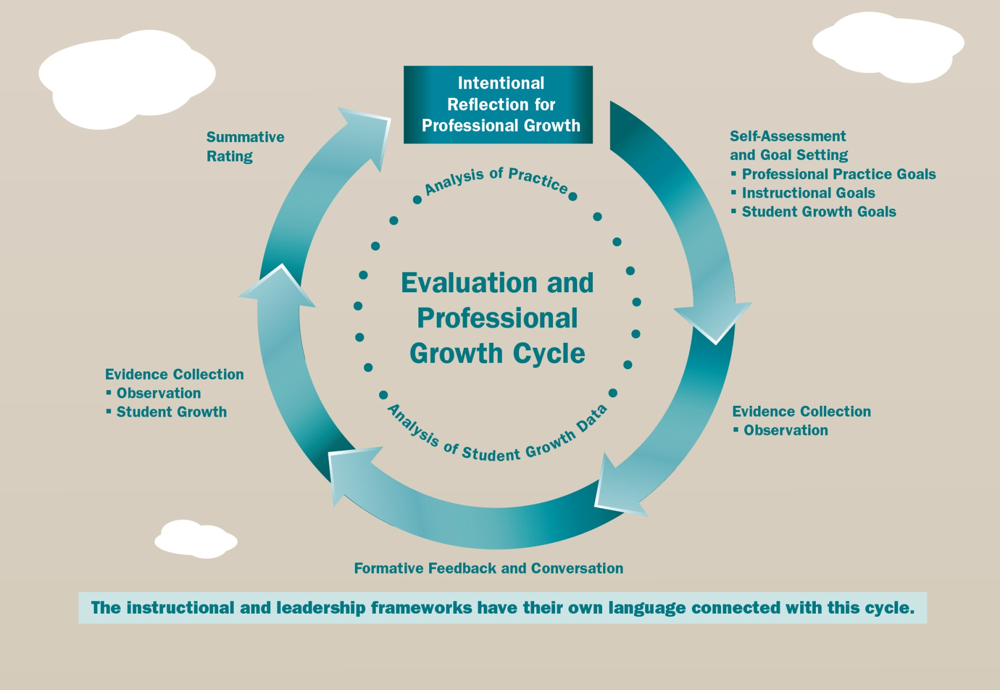 Intentional
Reflection for
Professional Growth
Self-Assessment
and Goal Setting
▪ Professional Practice Goals
▪ Instructional Goals
▪ Student Growth Goals
Evidence Collection
▪ Observation
Formative Feedback and Conversation
Evidence Collection
▪ Observation
▪ Student Growth
Summative
Rating
Analysis of Practice
Evaluation and
Professional
Growth Cycle
Analysis of Student Growth Data
The instructional and leadership frameworks have their own language connected with this cycle.